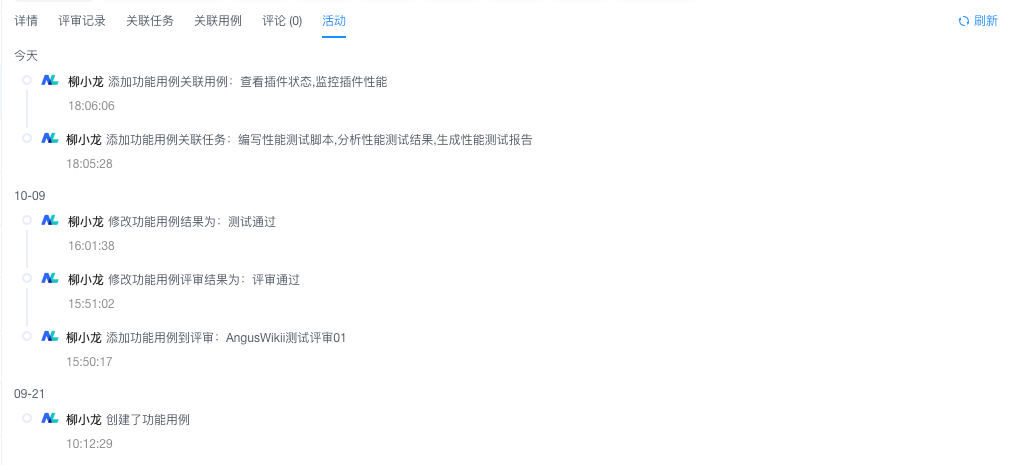 详情 评审记录 关联任务 关联用例 评论 (0) 活动 刷新
今天
柳小龙 添加功能用例关联用例：查看插件状态,监控插件性能
18:06:06
柳小龙 添加功能用例关联任务：编写性能测试脚本,分析性能测试结果,生成性能测试报告
18:05:28
10-09
柳小龙 修改功能用例结果为：测试通过
16:01:38
柳小龙 修改功能用例评审结果为：评审通过
15:51:02
柳小龙 添加功能用例到评审：AngusWikii测试评审01
15:50:17
09-21
柳小龙 创建了功能用例
10:12:29